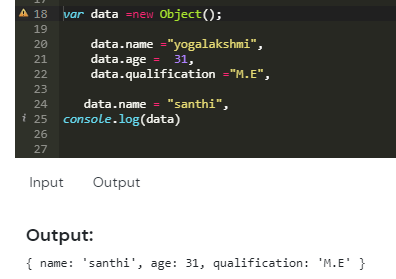 17
18 var data =new Object();
19
20 data.name ="yogalakshmi",
21 data.age = 31,
22 data.qualification ="M.E",
23
24 data.name = "santhi",
i 25 console.log(data)
26
27
Input Output
Output:
{ name: 'santhi', age: 31, qualification: 'M.E' }